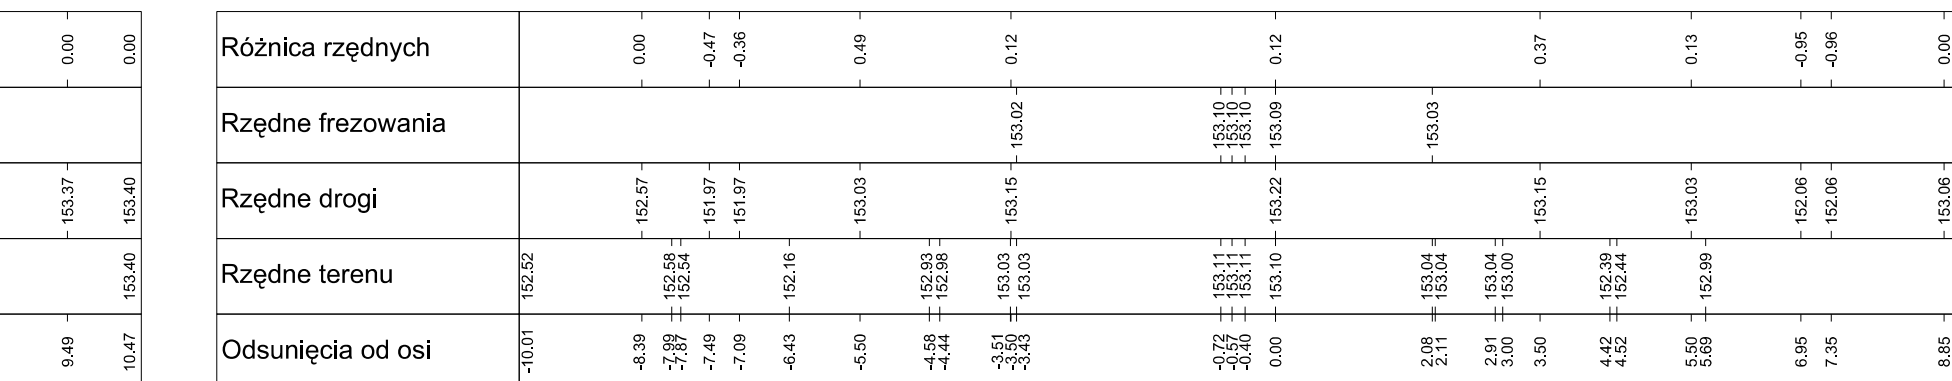 0.00 0.00 Różnica rzędnych 0.00 -0.47 -0.36 0.49 0.12 0.12 0.37 0.13 -0.95 -0.96 0.00
Rzędne frezowania 153.02 153.10 153.10 153.10 153.09 153.03
153.37 153.40 Rzędne drogi 152.57 151.97 151.97 153.03 153.15 153.22 153.15 153.03 152.06 152.06 153.06
153.40 Rzędne terenu 152.52 152.58 152.54 152.16 152.93 152.98 153.03 153.03 153.11 153.11 153.11 153.10 153.04 153.04 153.04 153.00 152.39 152.44 152.99
9.49 10.47 Odsunięcia od osi -10.01 -8.39 -7.99 -7.87 -7.49 -7.09 -6.43 -5.50 -4.58 -4.44 -3.51 -3.50 -3.43 -0.72 -0.57 -0.40 0.00 2.08 2.11 2.91 3.00 3.50 4.42 4.52 5.50 5.69 6.95 7.35 8.85